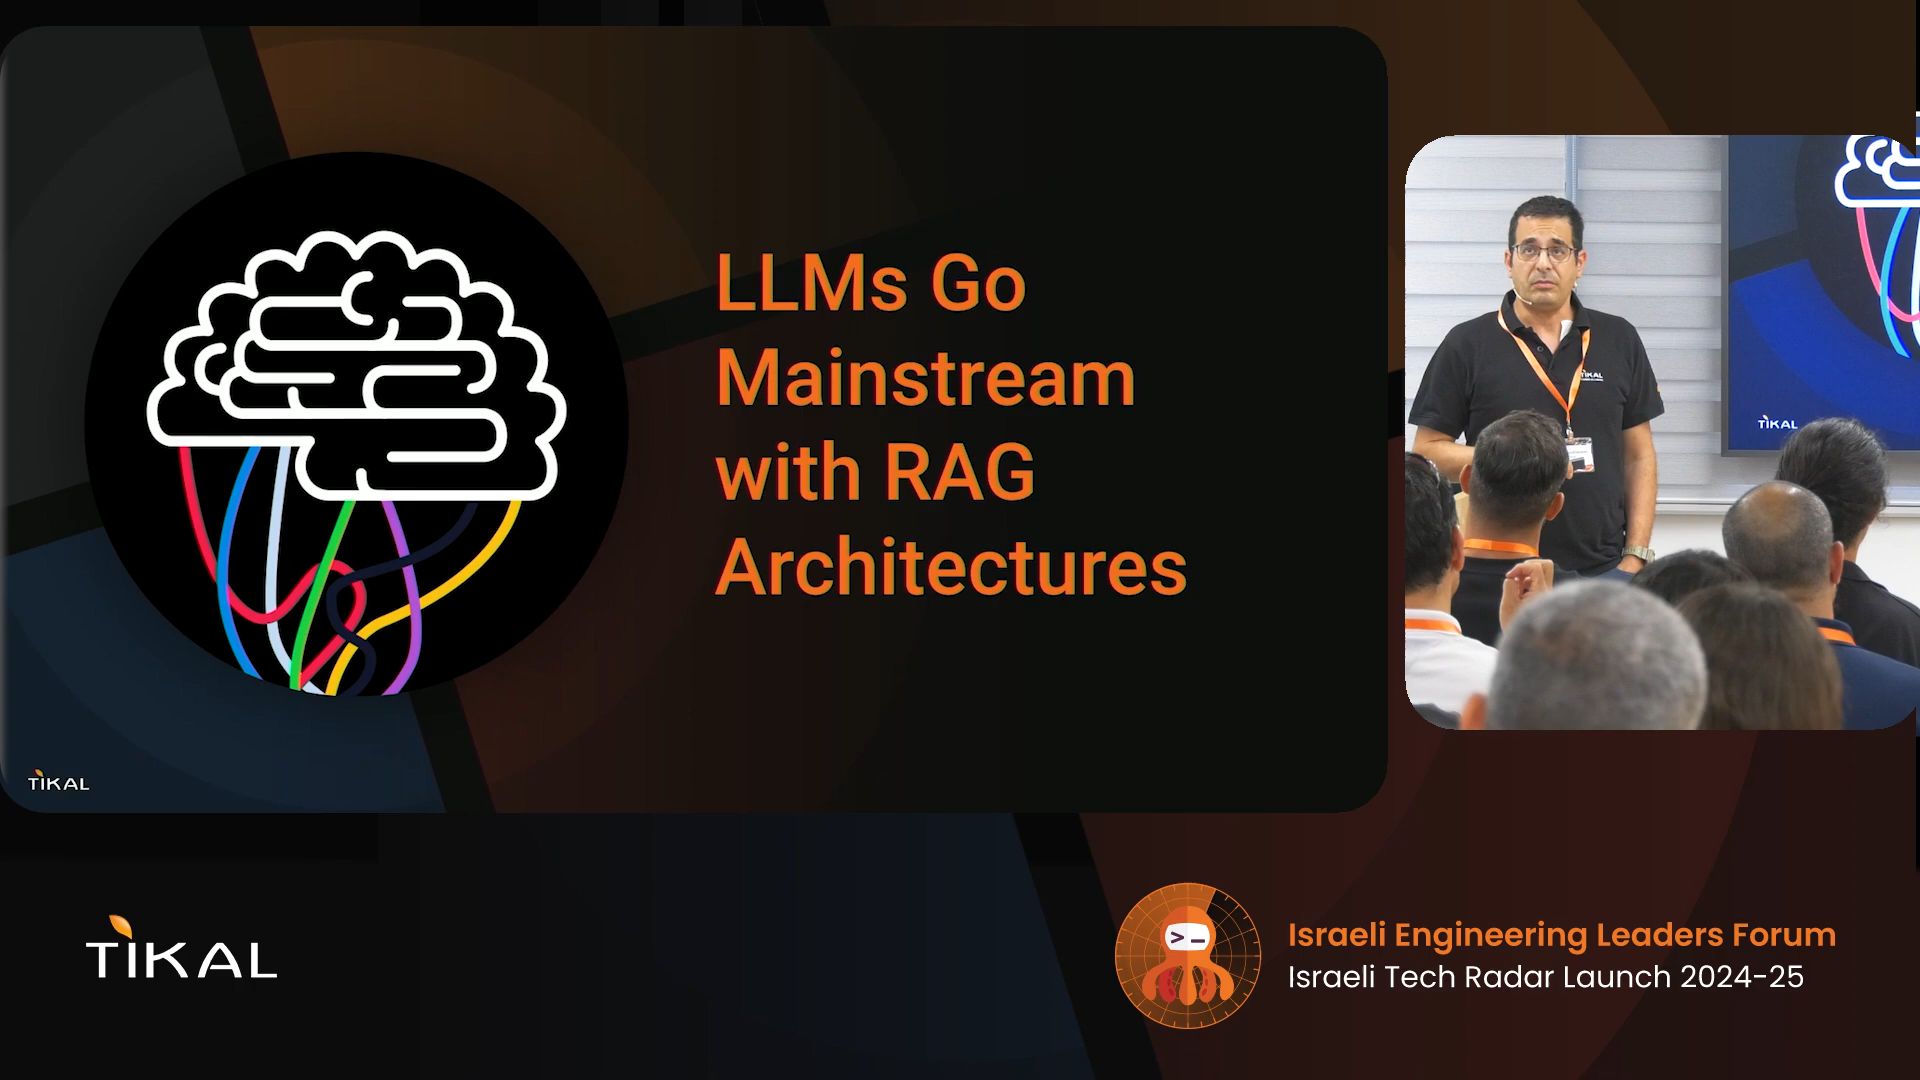 LLMs Go
Mainstream
with RAG
Architectures
TIKAL
TIKAL
TIKAL
TIKAL
>_
Israeli Engineering Leaders Forum
Israeli Tech Radar Launch 2024-25